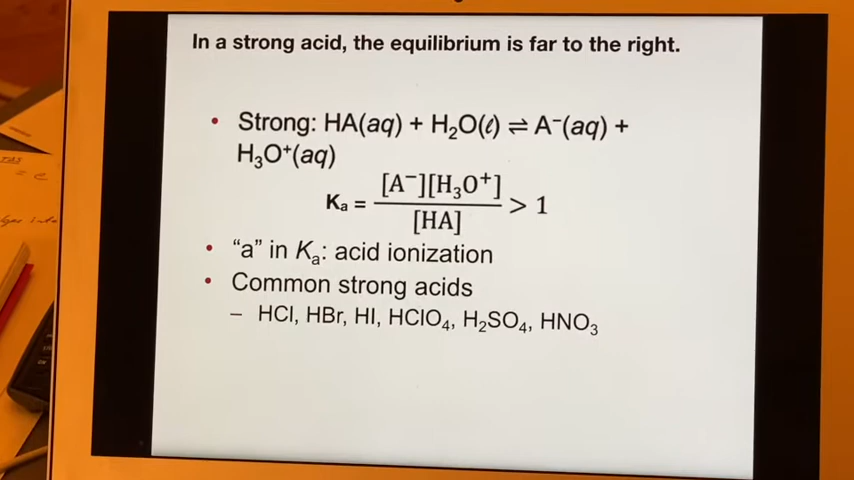 In a strong acid, the equilibrium is far to the right.
• Strong: HA(aq) + H₂O(ℓ) ⇌ A⁻(aq) +
H₃O⁺(aq)
Kₐ = [A⁻][H₃O⁺] / [HA] > 1
• “a” in Kₐ: acid ionization
• Common strong acids
– HCl, HBr, HI, HClO₄, H₂SO₄, HNO₃